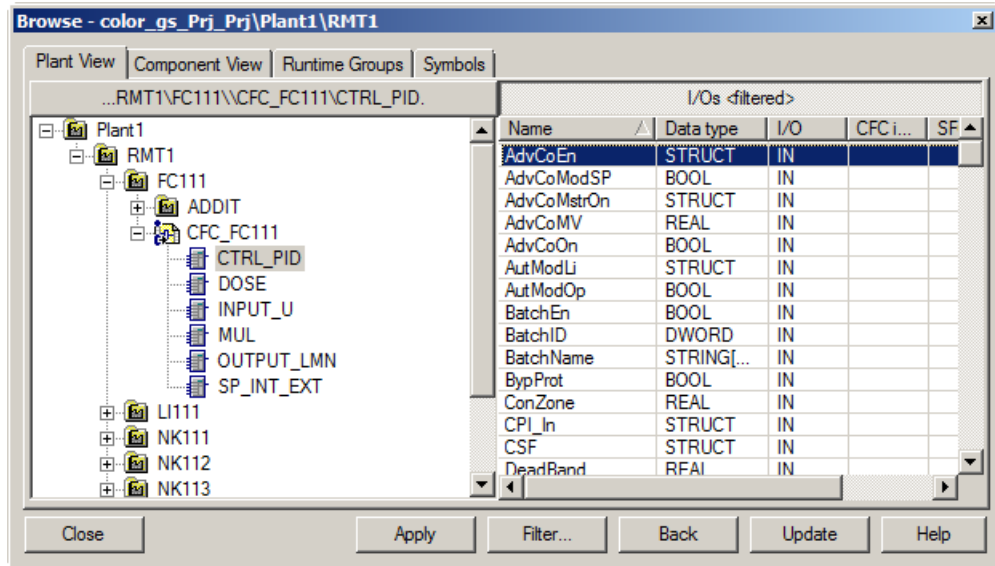 Browse - color_gs_Prj_Prj\Plant1\RMT1
Plant View Component View Runtime Groups Symbols
...RMT1\FC111\\CFC_FC111\CTRL_PID. I/Os <filtered>
Plant1
RMT1
FC111
ADDIT
CFC_FC111
CTRL_PID
DOSE
INPUT_U
MUL
OUTPUT_LMN
SP_INT_EXT
LI111
NK111
NK112
NK113
Name Data type I/O CFC i... SF
AdvCoEn STRUCT IN
AdvCoModSP BOOL IN
AdvCoMstrOn STRUCT IN
AdvCoMV REAL IN
AdvCoOn BOOL IN
AutModLi STRUCT IN
AutModOp BOOL IN
BatchEn BOOL IN
BatchID DWORD IN
BatchName STRING[... IN
BypProt BOOL IN
ConZone REAL IN
CPI_In STRUCT IN
CSF STRUCT IN
DeadBand REAL IN
Close Apply Filter... Back Update Help